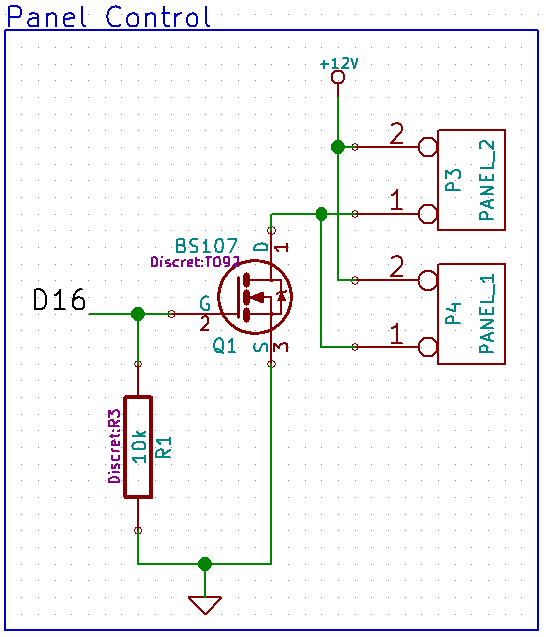 Panel Control
+12V
2
1
P3
PANEL_2
2
1
P4
PANEL_1
BS107
Discret:TO92
D
1
G
2
Q1
S
3
D16
Discret:R3
10k
R1